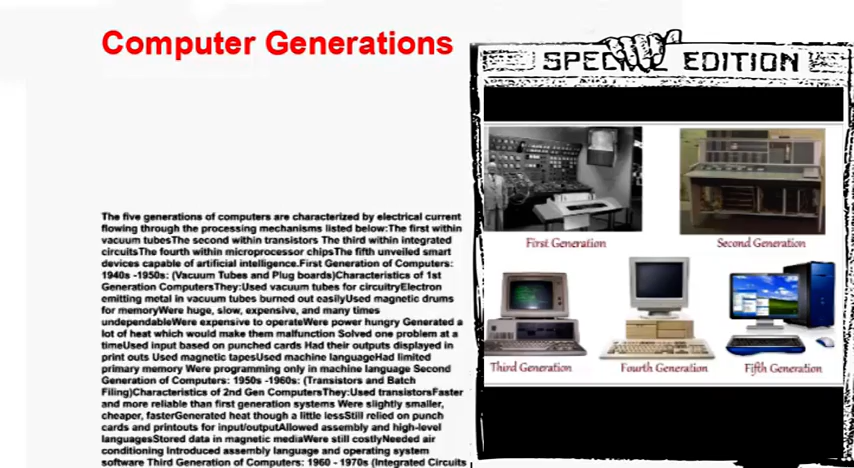 Computer Generations
SPECIAL EDITION
The five generations of computers are characterized by electrical current
flowing through the processing mechanisms listed below:The first within
vacuum tubesThe second within transistors The third within integrated
circuitsThe fourth within microprocessor chipsThe fifth unveiled smart
devices capable of artificial intelligence.First Generation of Computers:
1940s -1950s: (Vacuum Tubes and Plug boards)Characteristics of 1st
Generation ComputersThey:Used vacuum tubes for circuitryElectron
emitting metal in vacuum tubes burned out easilyUsed magnetic drums
for memoryWere huge, slow, expensive, and many times
undependableWere expensive to operateWere power hungry Generated a
lot of heat which would make them malfunction Solved one problem at a
timeUsed input based on punched cards Had their outputs displayed in
print outs Used magnetic tapesUsed machine languageHad limited
primary memory Were programming only in machine language Second
Generation of Computers: 1950s -1960s: (Transistors and Batch
Filing)Characteristics of 2nd Gen ComputersThey:Used transistorsFaster
and more reliable than first generation systems Were slightly smaller,
cheaper, fasterGenerated heat though a little lessStill relied on punch
cards and printouts for input/outputAllowed assembly and high-level
languagesStored data in magnetic mediaWere still costlyNeeded air
conditioning Introduced assembly language and operating system
software Third Generation of Computers: 1960 - 1970s (Integrated Circuits
First Generation
Second Generation
Third Generation
Fourth Generation
Fifth Generation